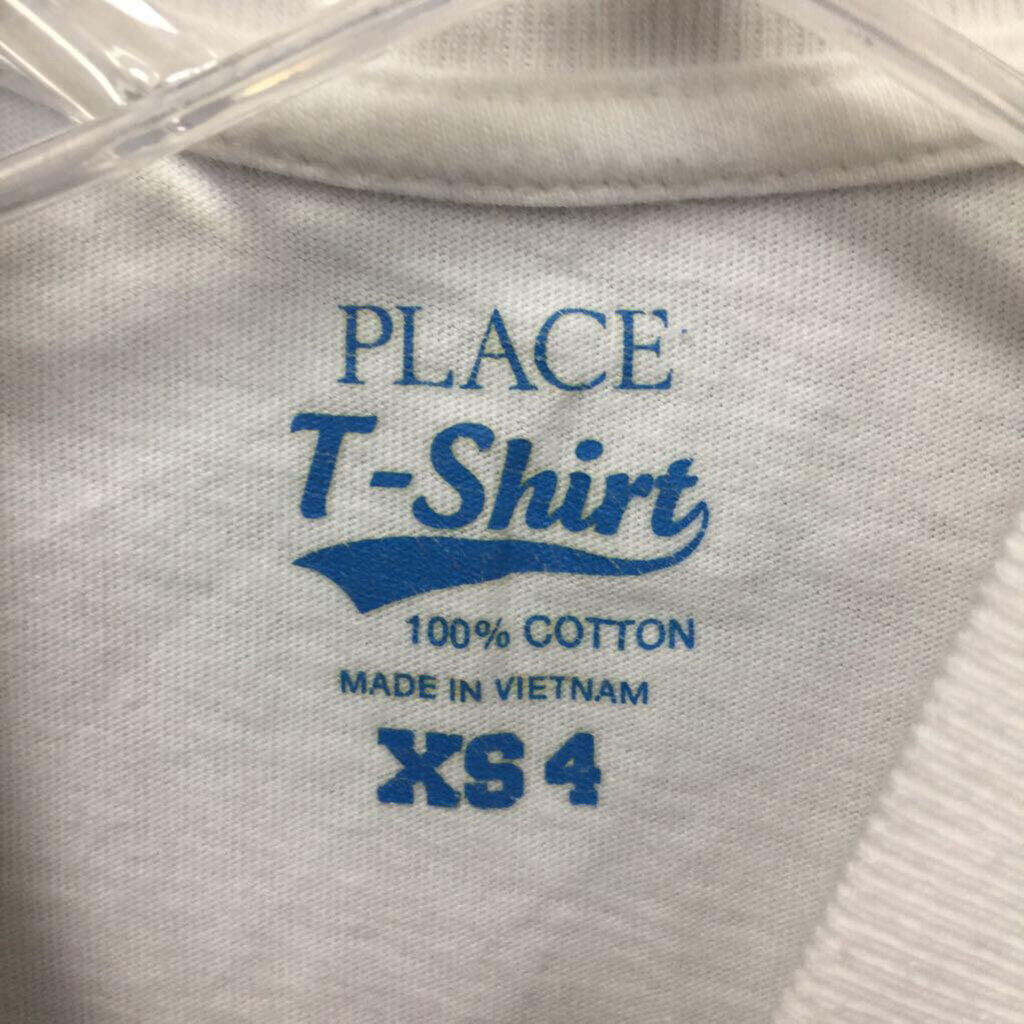 PLACE
T-Shirt
100% COTTON
MADE IN VIETNAM
XS 4